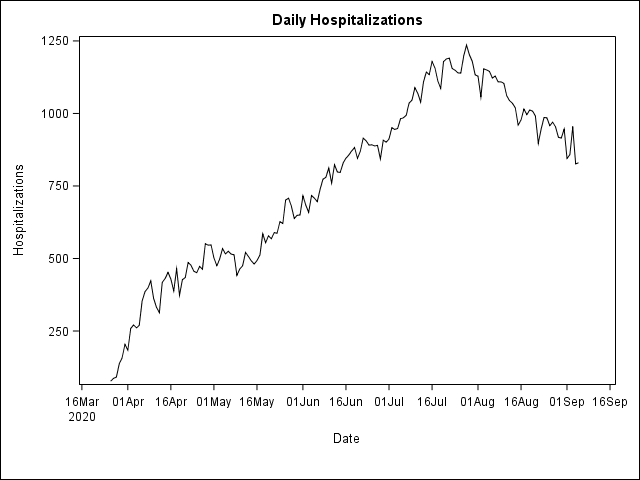 Daily Hospitalizations
1250
1000
750
500
250
Hospitalizations
16Mar 01Apr 16Apr 01May 16May 01Jun 16Jun 01Jul 16Jul 01Aug 16Aug 01Sep 16Sep
2020
Date